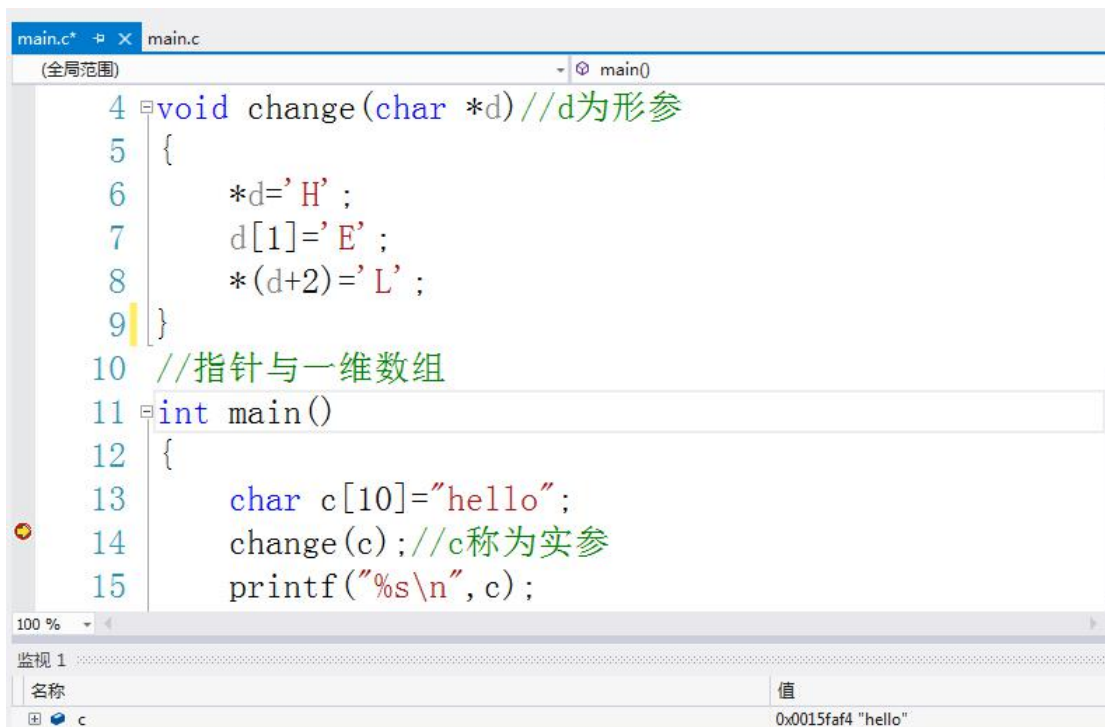 main.c* main.c
(全局范围) main()
4 void change(char *d)//d为形参
5 {
6 *d='H';
7 d[1]='E';
8 *(d+2)='L';
9 }
10 //指针与一维数组
11 int main()
12 {
13 char c[10]="hello";
14 change(c);//c称为实参
15 printf("%s\n",c);
100 %
监视 1
名称 值
c 0x0015faf4 "hello"